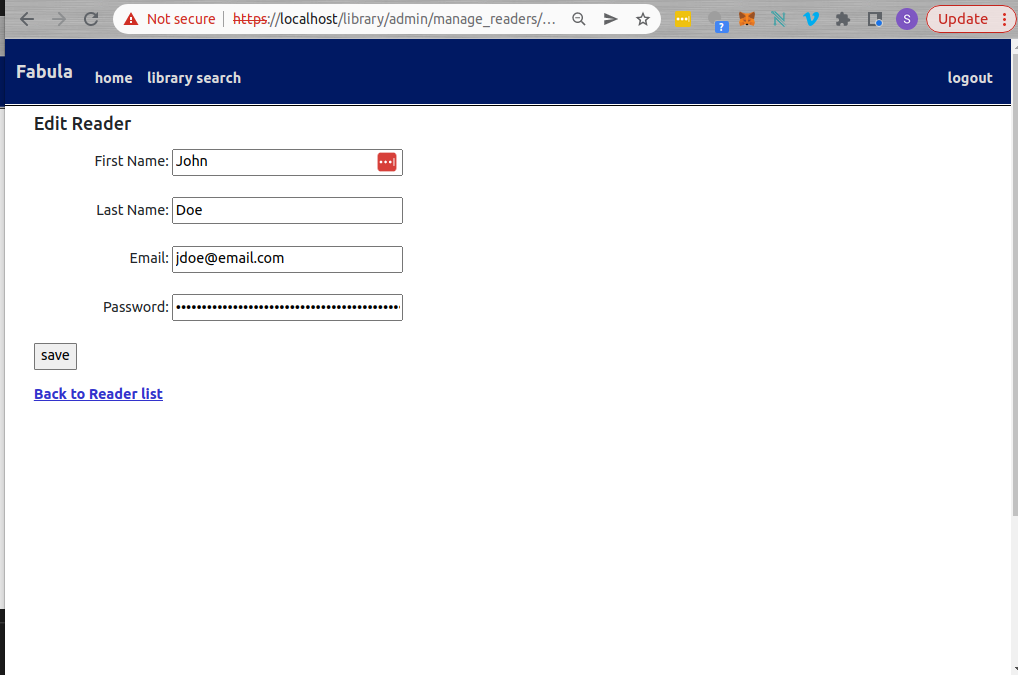 Not secure https://localhost/library/admin/manage_readers/... S Update
Fabula home library search logout
Edit Reader
First Name: John
Last Name: Doe
Email: jdoe@email.com
Password: ••••••••••••••••••••••••••••••••••••••••••••
save
Back to Reader list